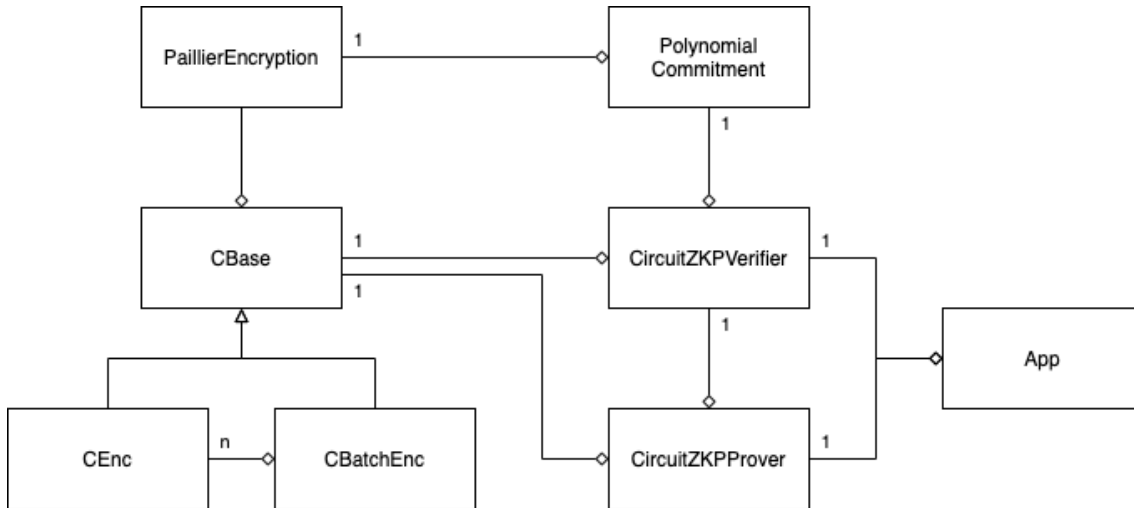 PaillierEncryption
1
Polynomial
Commitment
1
CBase
1
1
CircuitZKPVerifier
1
1
App
CEnc
n
CBatchEnc
CircuitZKPProver
1